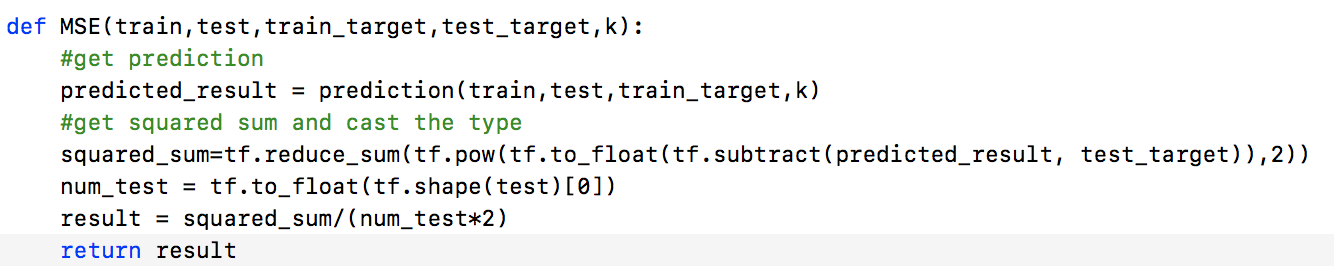 def MSE(train,test,train_target,test_target,k):
    #get prediction
    predicted_result = prediction(train,test,train_target,k)
    #get squared sum and cast the type
    squared_sum=tf.reduce_sum(tf.pow(tf.to_float(tf.subtract(predicted_result, test_target)),2))
    num_test = tf.to_float(tf.shape(test)[0])
    result = squared_sum/(num_test*2)
    return result